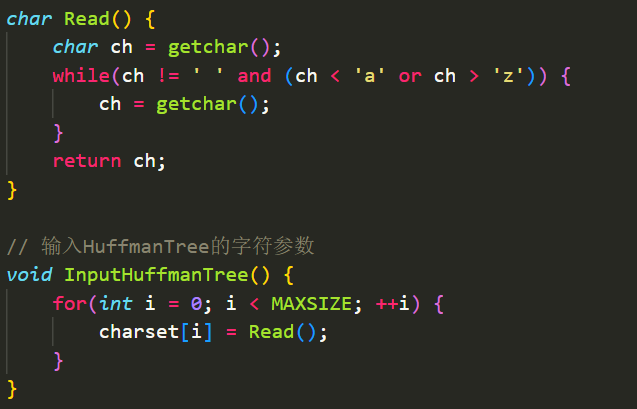 char Read() {
    char ch = getchar();
    while(ch != ' ' and (ch < 'a' or ch > 'z')) {
        ch = getchar();
    }
    return ch;
}

// 输入HuffmanTree的字符参数
void InputHuffmanTree() {
    for(int i = 0; i < MAXSIZE; ++i) {
        charset[i] = Read();
    }
}